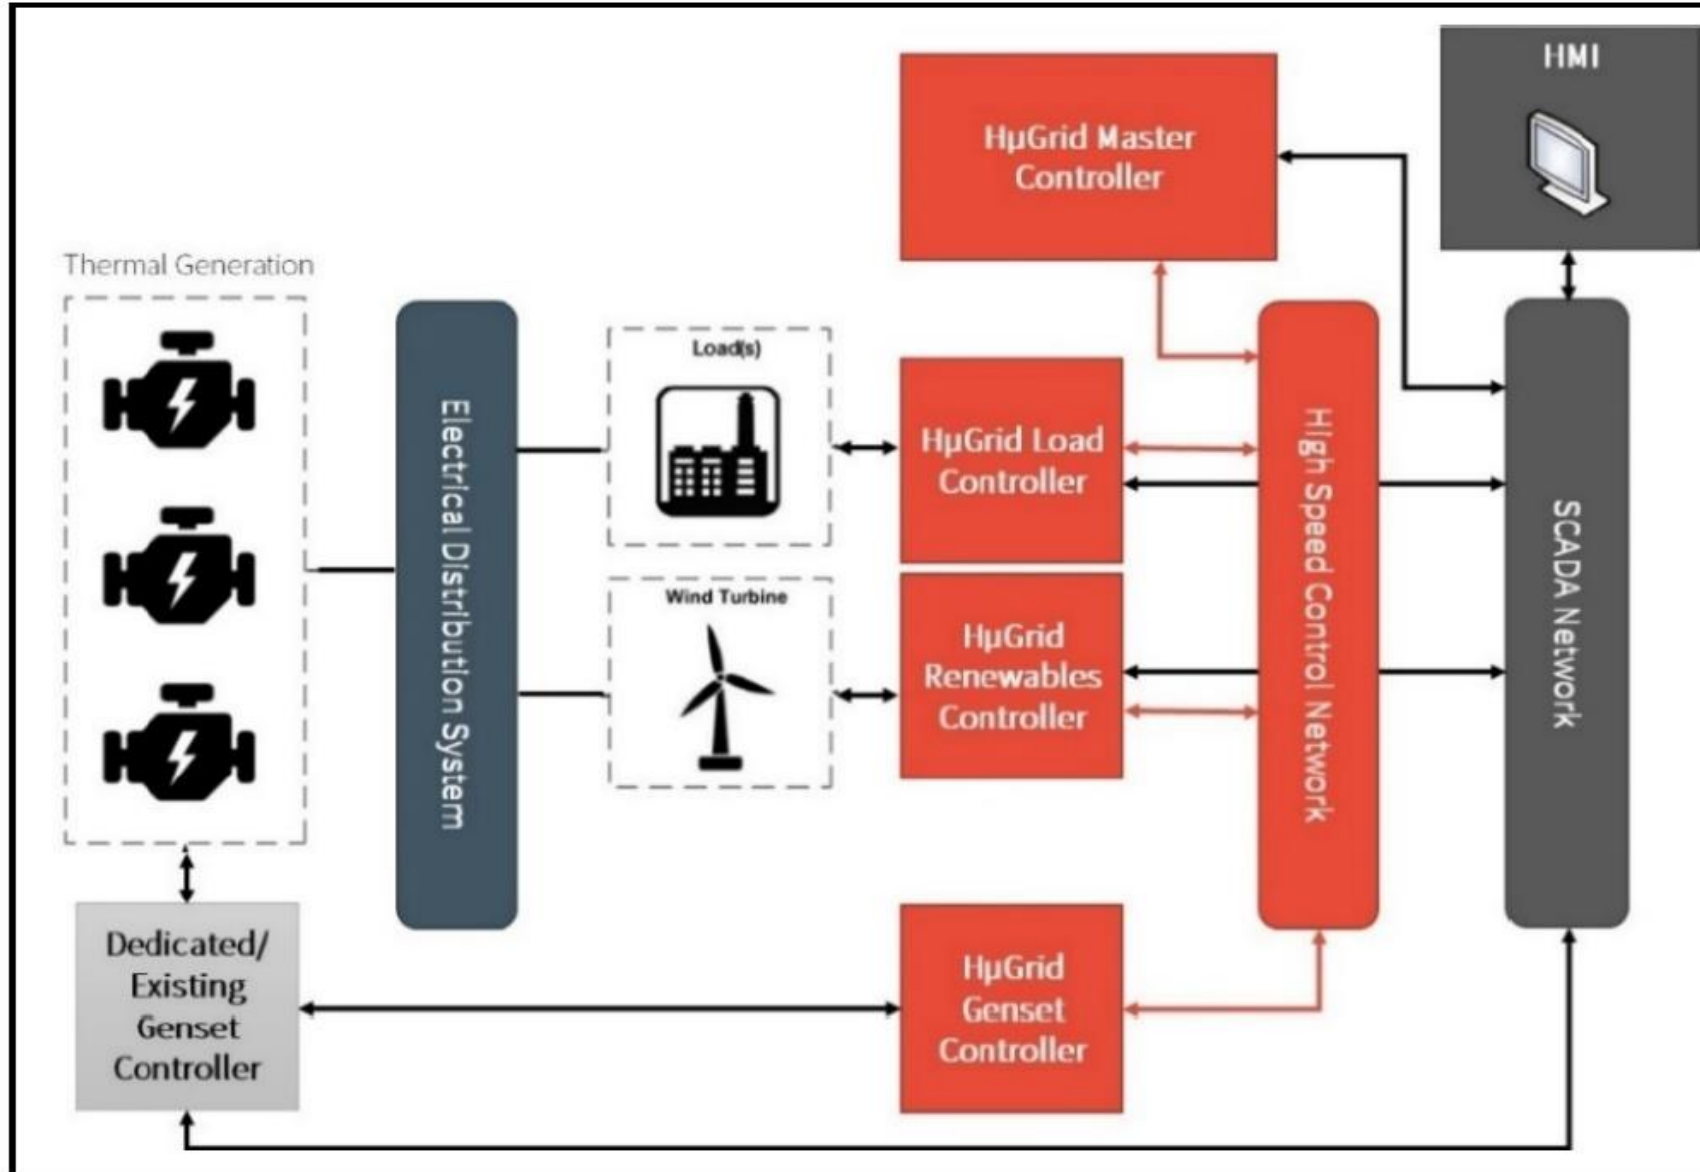 HMI
HµGrid Master
Controller
Thermal Generation
Load(s)
Electrical Distribution System
HµGrid Load
Controller
High Speed Control Network
SCADA Network
Wind Turbine
HµGrid
Renewables
Controller
Dedicated/
Existing
Genset
Controller
HµGrid
Genset
Controller